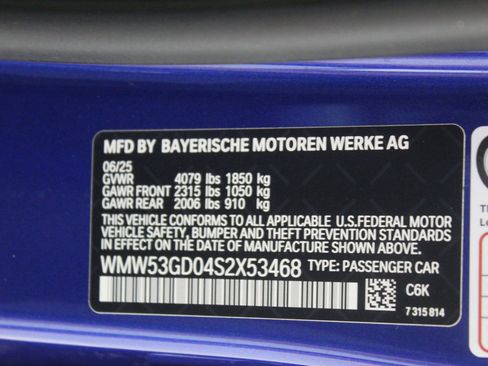 MFD BY BAYERISCHE MOTOREN WERKE AG
06/25
GVWR 4079 lbs 1850 kg
GAWR FRONT 2315 lbs 1050 kg
GAWR REAR 2006 lbs 910 kg
THIS VEHICLE CONFORMS TO ALL APPLICABLE U.S.FEDERAL MOTOR
VEHICLE SAFETY, BUMPER AND THEFT PREVENTION STANDARDS
IN EFFECT ON THE DATE OF MANUFACTURE SHOWN ABOVE.
WMW53GD04S2X53468 TYPE: PASSENGER CAR
C6K
7 315 814